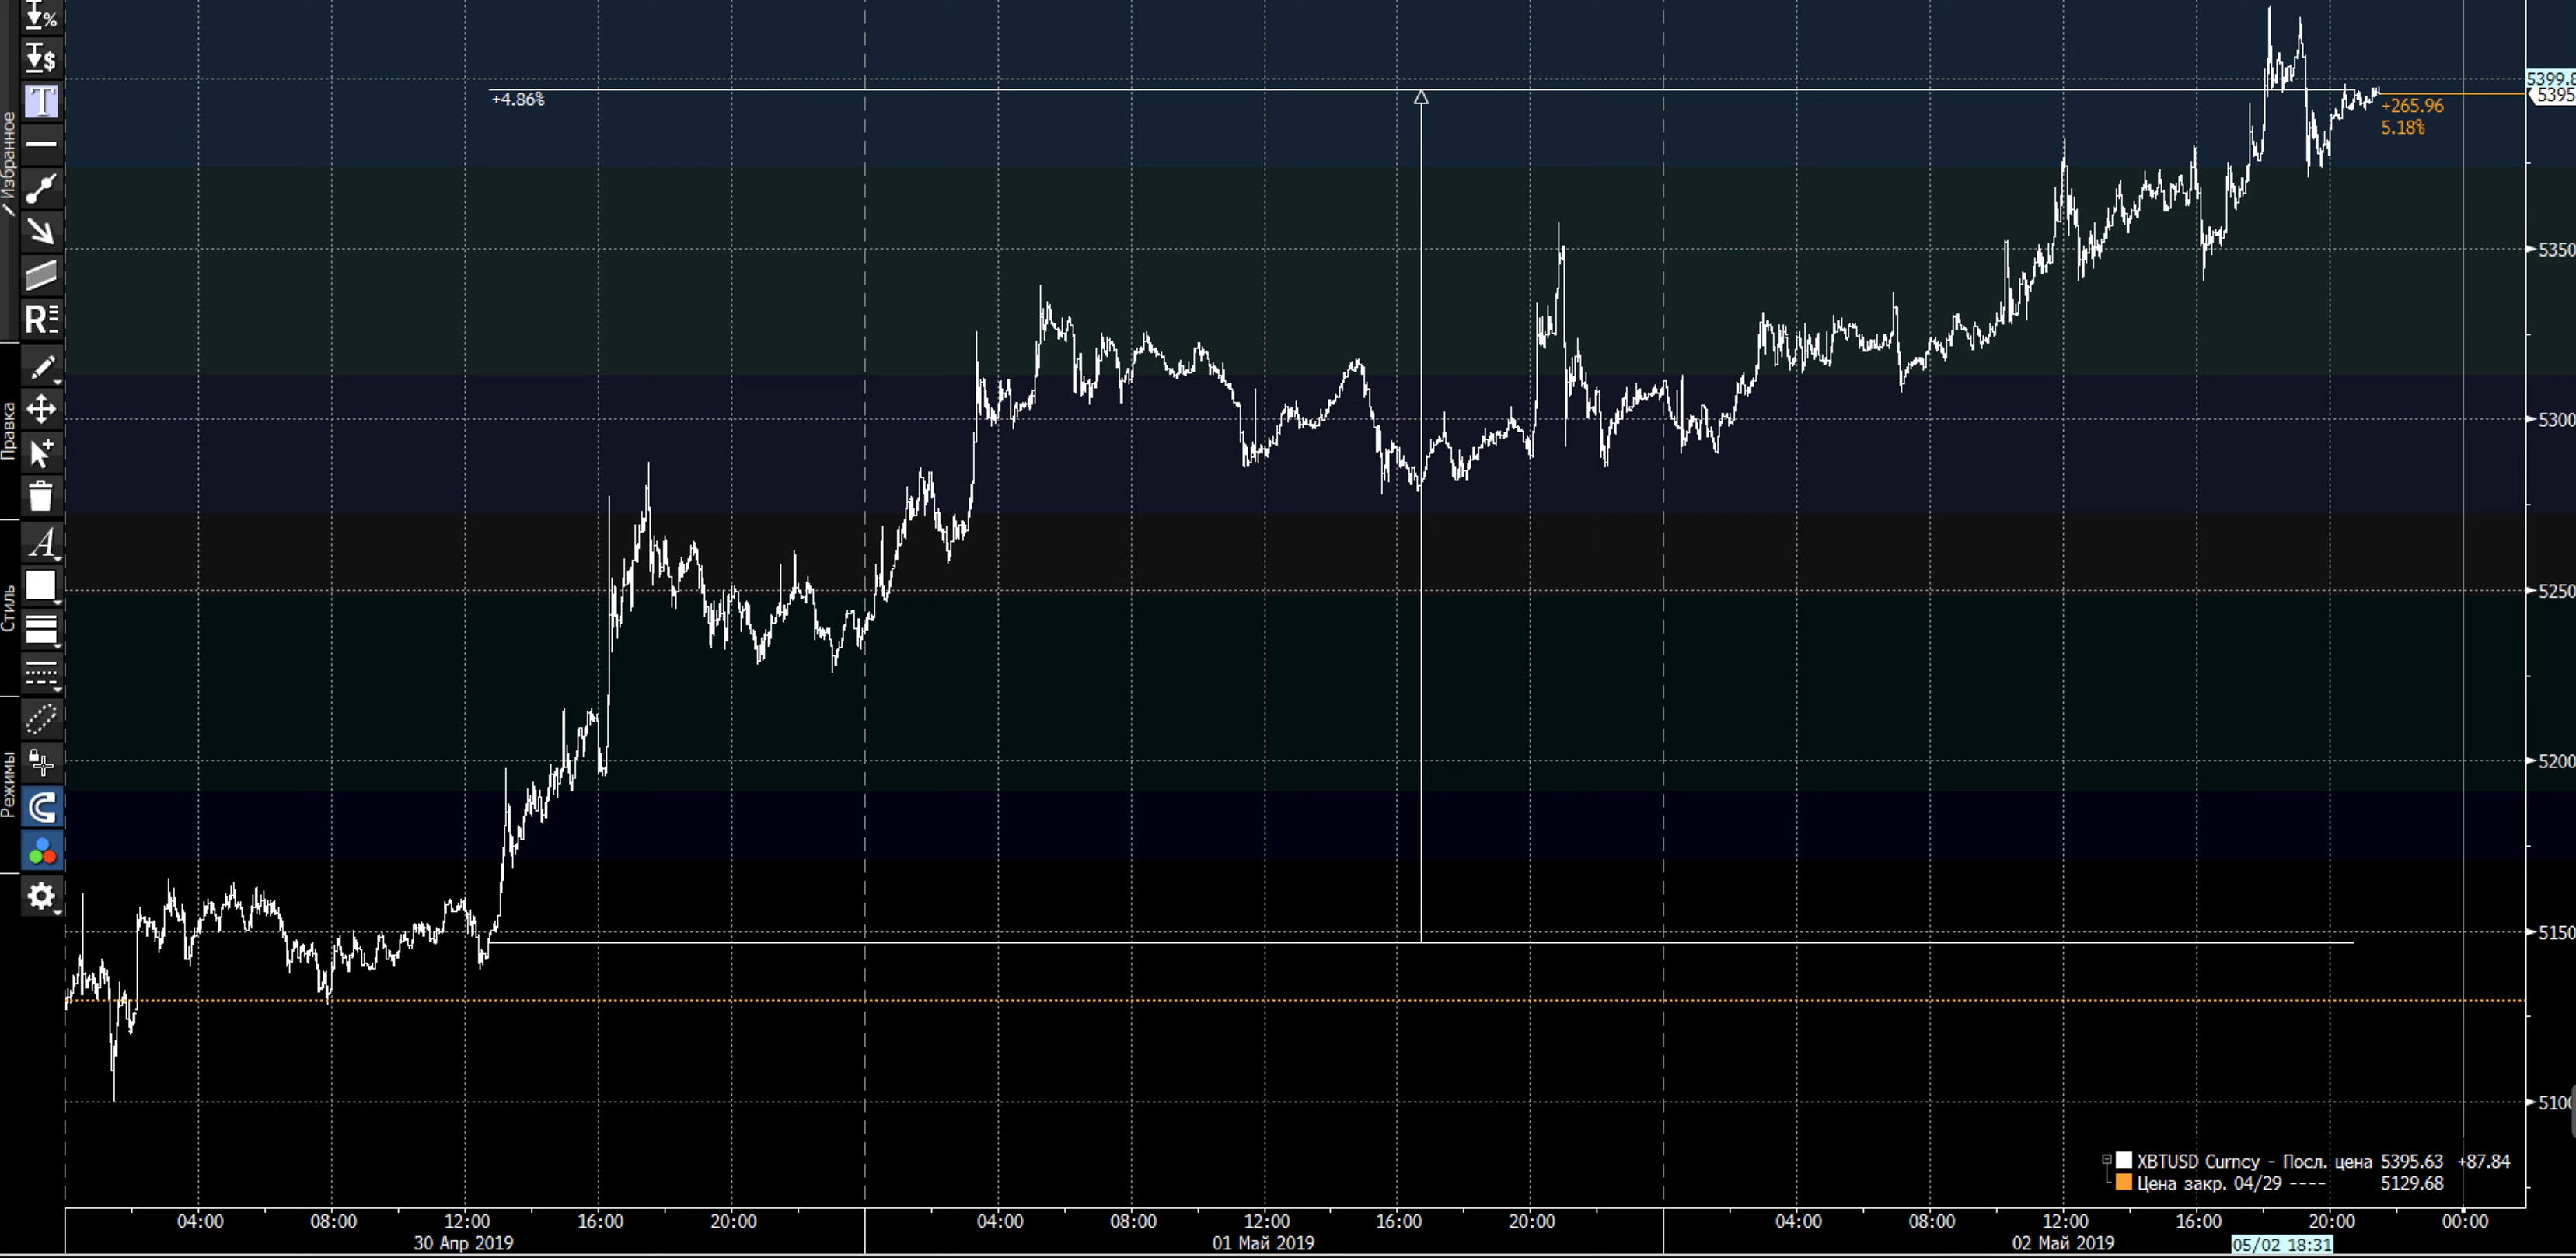 %
$
T
R
A
Избранное
Правка
Стиль
Режимы
+4.86%
+265.96
5.18%
5399.8
5395
5350
5300
5250
5200
5150
5100
XBTUSD Curncy - Посл. цена 5395.63 +87.84
Цена закр. 04/29 ---- 5129.68
04:00 08:00 12:00 16:00 20:00 04:00 08:00 12:00 16:00 20:00 04:00 08:00 12:00 16:00 20:00 00:00
30 Апр 2019 01 Май 2019 02 Май 2019 05/02 18:31